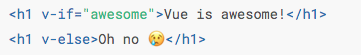 <h1 v-if="awesome">Vue is awesome!</h1>
<h1 v-else>Oh no 😢</h1>